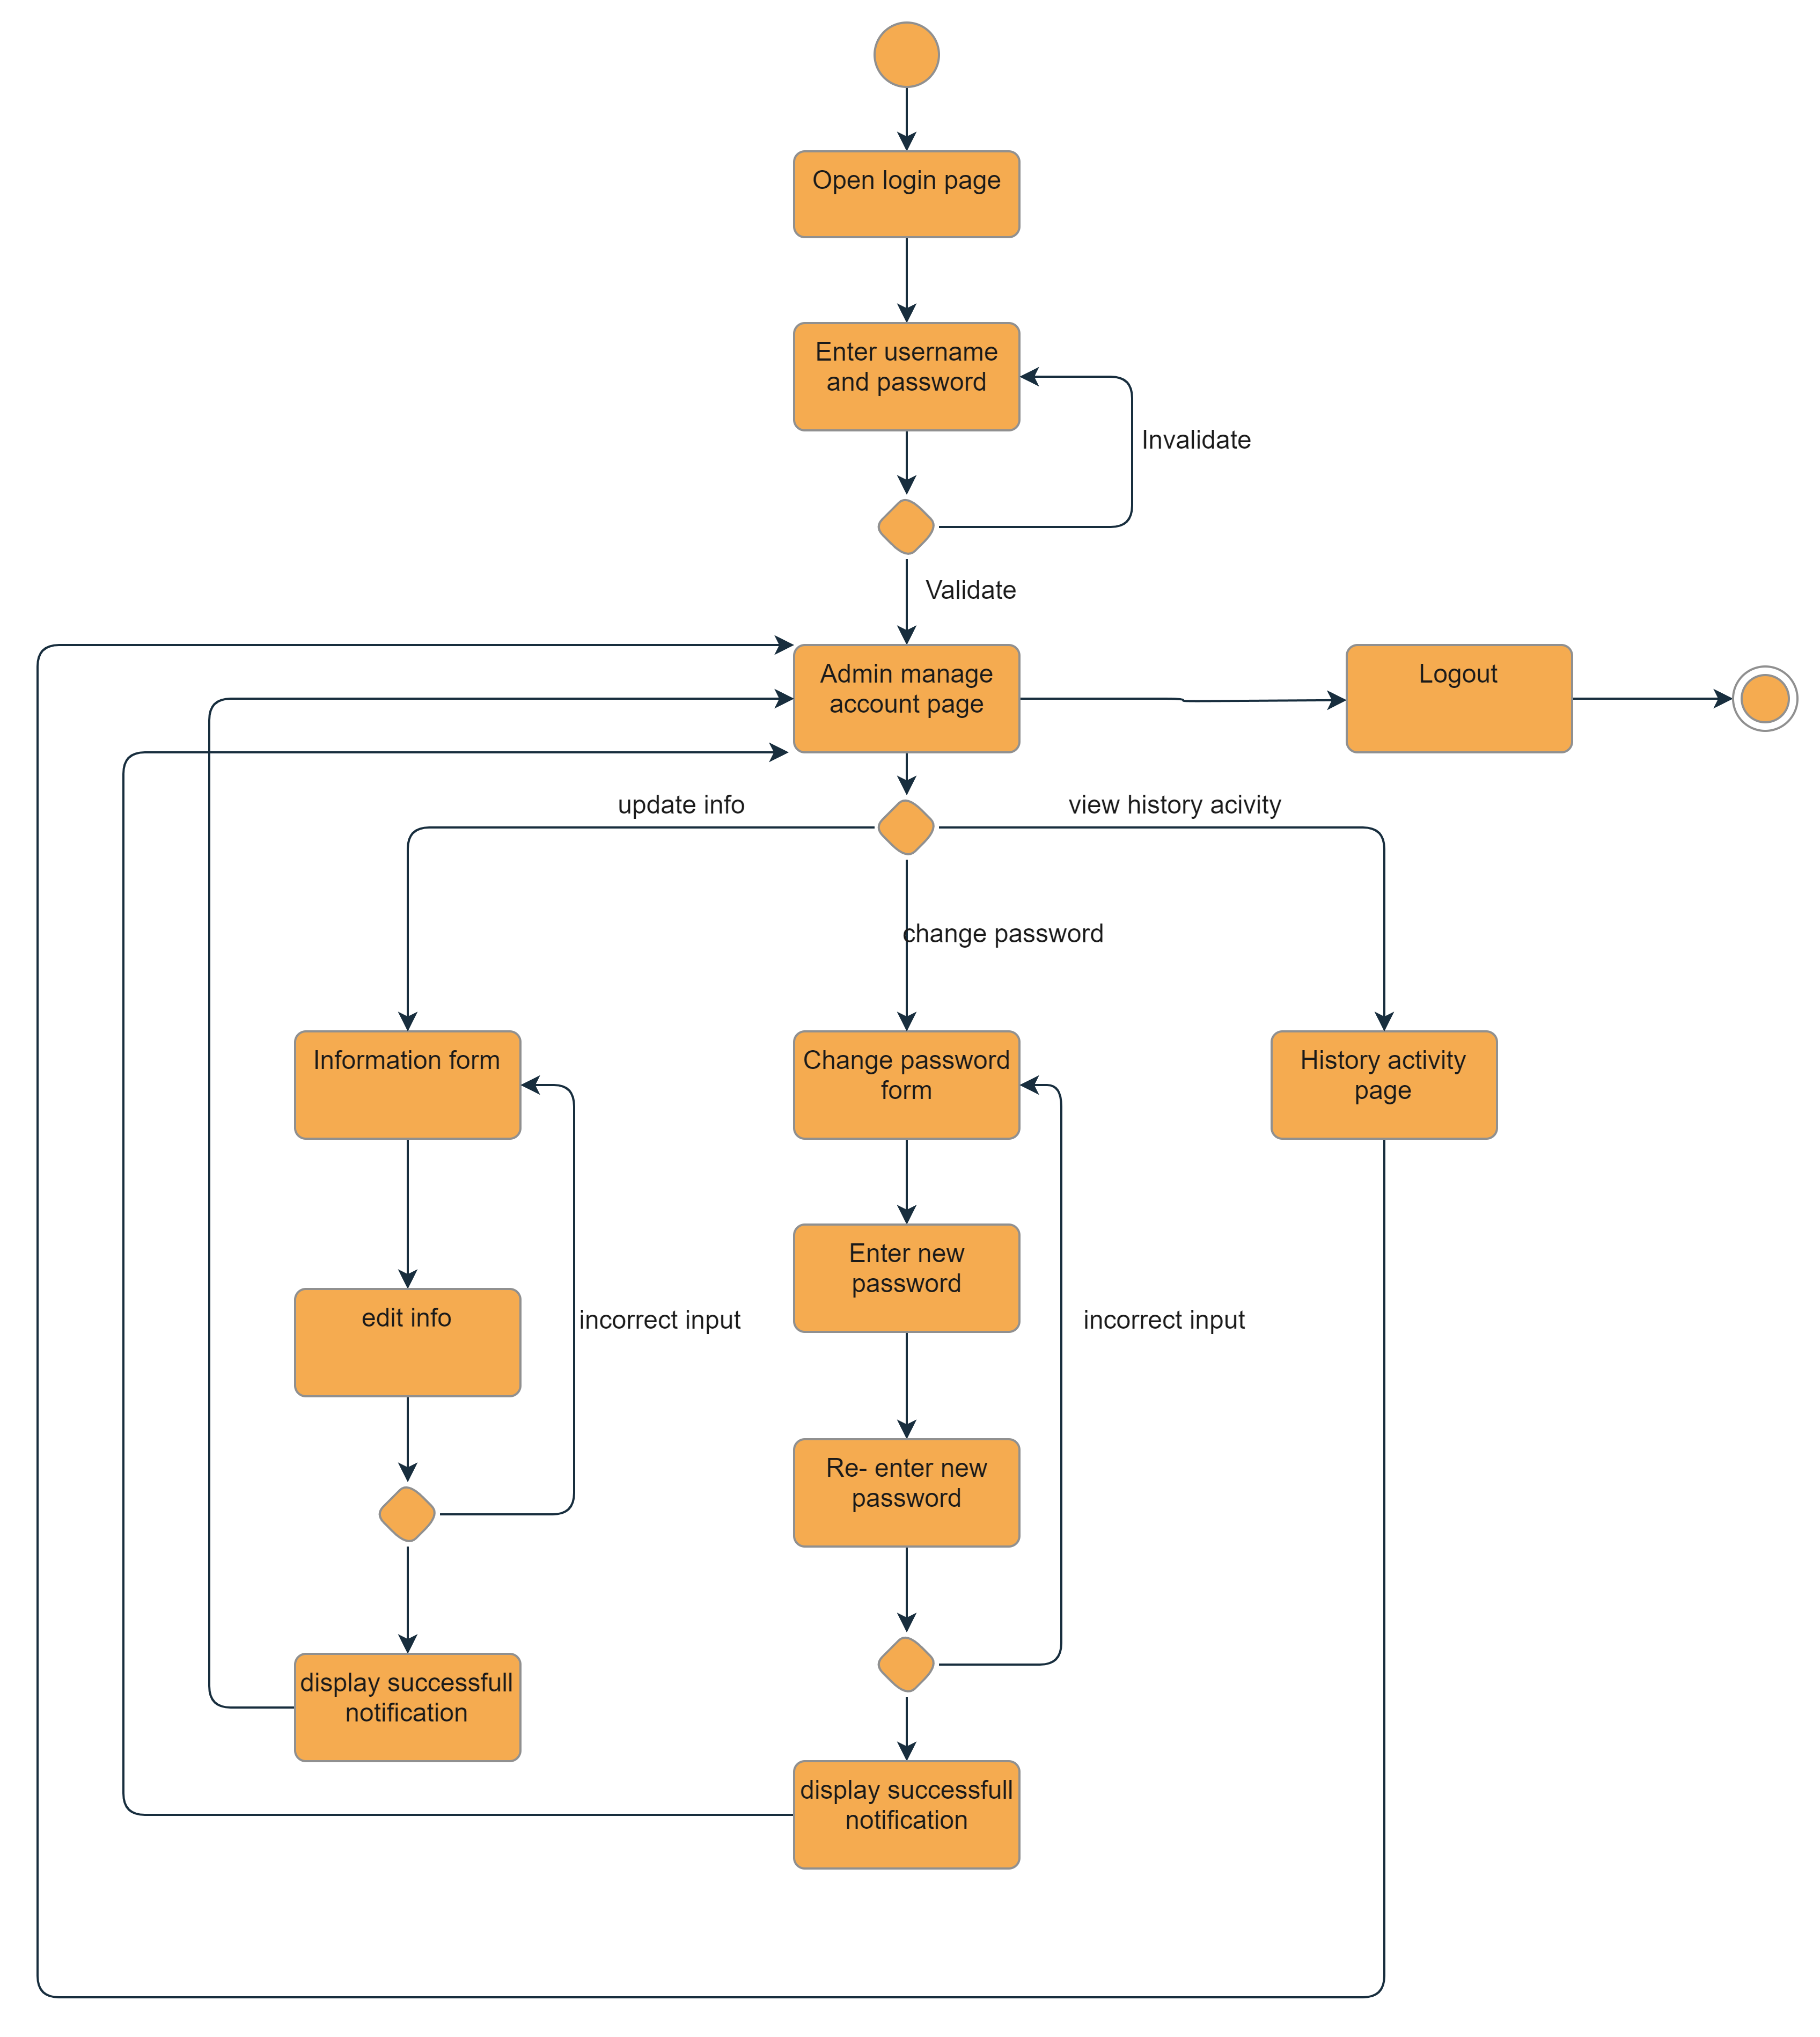 Open login page
Enter username
and password
Invalidate
Validate
Admin manage
account page
Logout
update info
view history acivity
change password
Information form
Change password
form
History activity
page
Enter new
password
edit info
incorrect input
incorrect input
Re- enter new
password
display successfull
notification
display successfull
notification